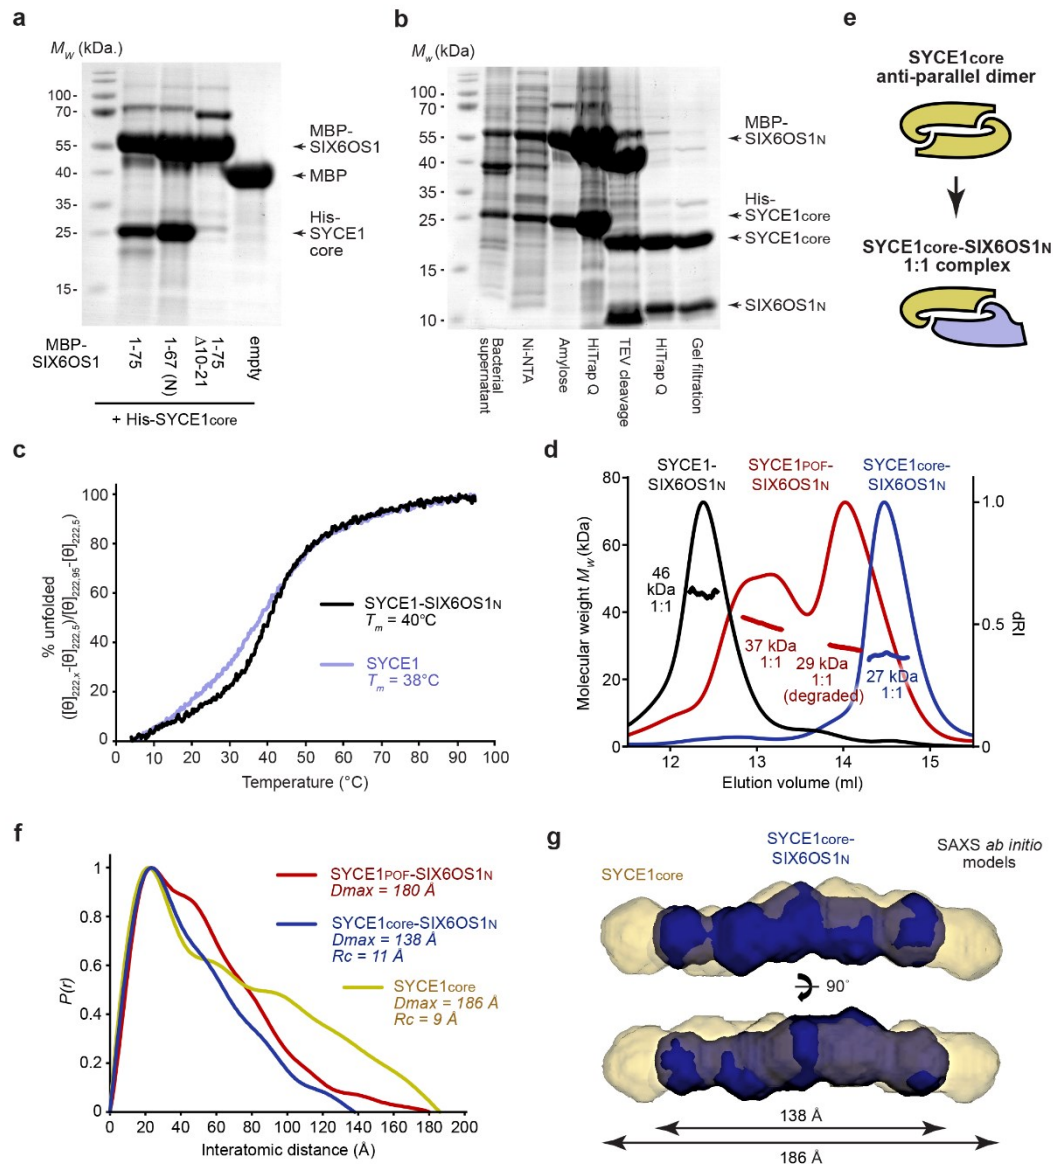 a
M_W (kDa.)
100-
70-
55-
40-
35-
25-
15-
MBP-
SIX6OS1
MBP
His-
SYCE1
core
MBP-
SIX6OS1
1-75
1-67 (N)
1-75
Δ10-21
empty
+ His-SYCE1core
b
M_W (kDa)
100-
70-
55-
40-
35-
25-
15-
10-
MBP-
SIX6OS1N
His-
SYCE1core
SYCE1core
SIX6OS1N
Bacterial
supernatant
Ni-NTA
Amylose
HiTrap Q
TEV cleavage
HiTrap Q
Gel filtration
e
SYCE1core
anti-parallel dimer
SYCE1core-SIX6OS1N
1:1 complex
c
% unfolded
([θ]222,x-[θ]222,5)/[θ]222,95-[θ]222,5)
100
80
60
40
20
0
0 10 20 30 40 50 60 70 80 90 100
Temperature (°C)
SYCE1-SIX6OS1N
Tm = 40°C
SYCE1
Tm = 38°C
d
SYCE1-
SIX6OS1N
SYCE1POF-
SIX6OS1N
SYCE1core-
SIX6OS1N
Molecular weight M_W (kDa)
80
60
40
20
0
46
kDa
1:1
37 kDa
1:1
29 kDa
1:1
(degraded)
27 kDa
1:1
1.0
0.5
0
dRI
12 13 14 15
Elution volume (ml)
f
P(r)
1
0.8
0.6
0.4
0.2
0
0 20 40 60 80 100 120 140 160 180 200
Interatomic distance (Å)
SYCE1POF-SIX6OS1N
Dmax = 180 Å
SYCE1core-SIX6OS1N
Dmax = 138 Å
Rc = 11 Å
SYCE1core
Dmax = 186 Å
Rc = 9 Å
g
SYCE1core
SYCE1core-
SIX6OS1N
SAXS ab initio
models
90°
138 Å
186 Å